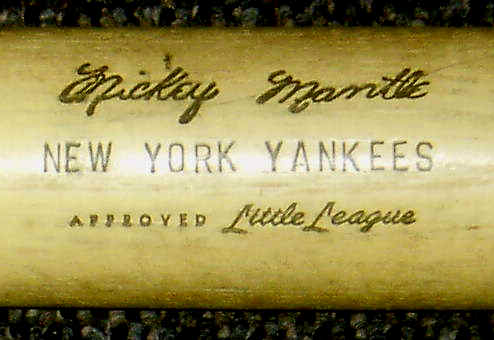 Mickey Mantle
NEW YORK YANKEES
APPROVED Little League